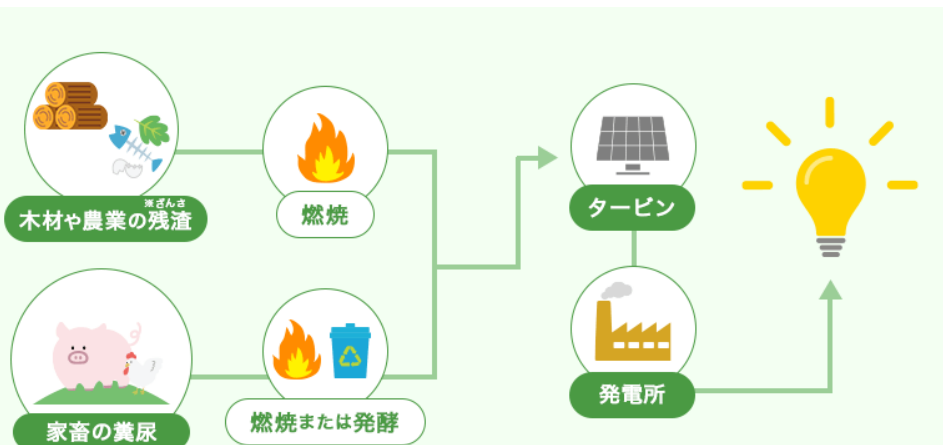 ※ざんさ
木材や農業の残渣
燃焼
タービン
家畜の糞尿
燃焼または発酵
発電所